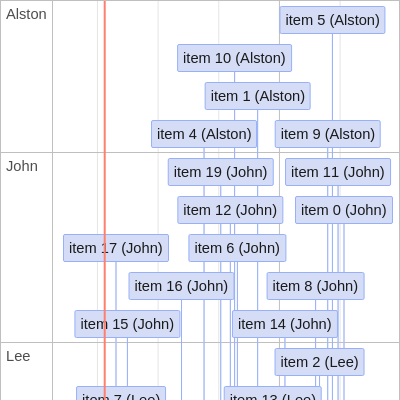 Alston
item 5 (Alston)
item 10 (Alston)
item 1 (Alston)
item 4 (Alston)
item 9 (Alston)
John
item 19 (John)
item 11 (John)
item 12 (John)
item 0 (John)
item 17 (John)
item 6 (John)
item 16 (John)
item 8 (John)
item 15 (John)
item 14 (John)
Lee
item 2 (Lee)
item 7 (Lee)
item 13 (Lee)